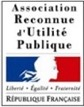 Association
Reconnue
d'Utilité
Publique
Liberté • Égalité • Fraternité
RÉPUBLIQUE FRANÇAISE